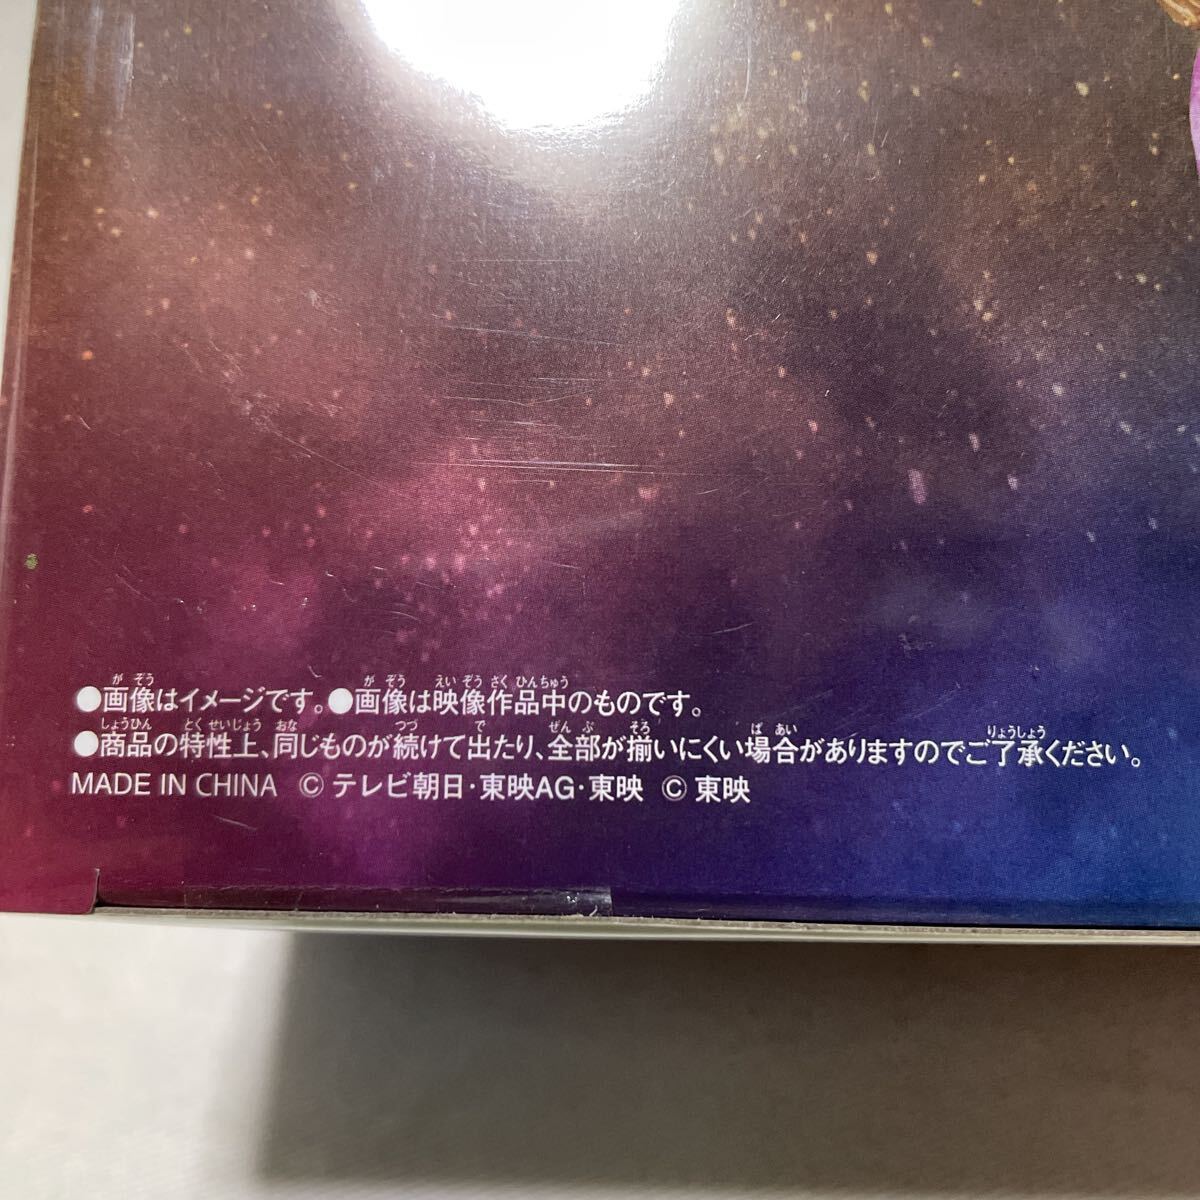 ●画像はイメージです。●画像は映像作品中のものです。
●商品の特性上、同じものが続けて出たり、全部が揃いにくい場合がありますのでご了承ください。
MADE IN CHINA © テレビ朝日・東映AG・東映 © 東映